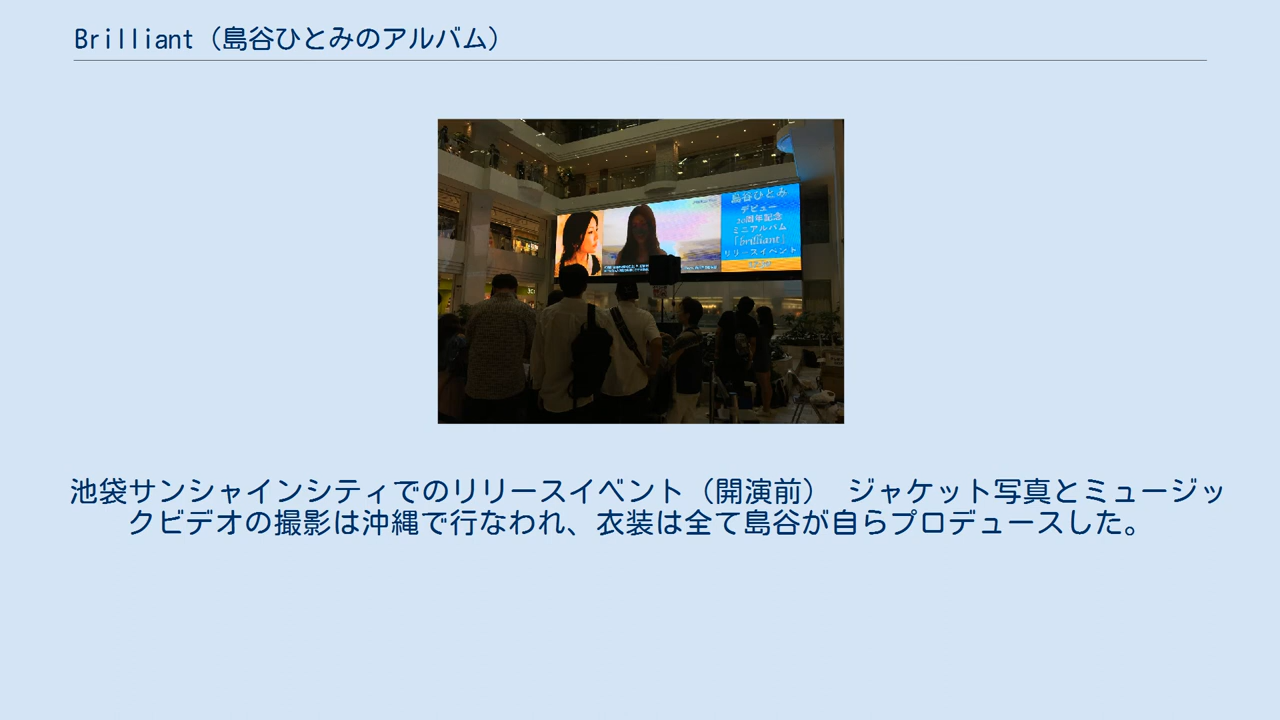 Brilliant（島谷ひとみのアルバム）
島谷ひとみ
デビュー
20周年記念
ミニアルバム
「brilliant」
リリースイベント
池袋サンシャインシティでのリリースイベント（開演前） ジャケット写真とミュージッ
クビデオの撮影は沖縄で行なわれ、衣装は全て島谷が自らプロデュースした。